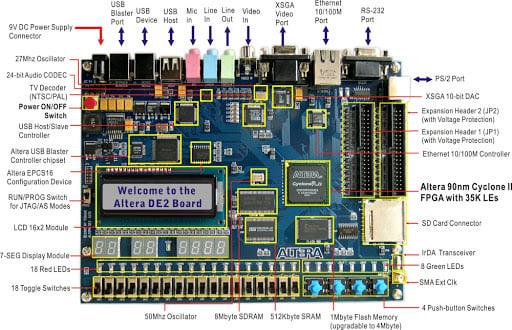 9V DC Power Supply
Connector
USB
Blaster
Port
USB
Device
USB
Host
Mic
in
Line
In
Line
Out
Video
In
XSGA
Video
Port
Ethernet
10/100M
Port
RS-232
Port
27Mhz Oscillator
24-bit Audio CODEC
TV Decoder
(NTSC/PAL)
Power ON/OFF
Switch
USB Host/Slave
Controller
Altera USB Blaster
Controller chipset
Altera EPCS16
Configuration Device
RUN/PROG Switch
for JTAG/AS Modes
LCD 16x2 Module
7-SEG Display Module
18 Red LEDs
18 Toggle Switches
PS/2 Port
XSGA 10-bit DAC
Expansion Header 2 (JP2)
(with Voltage Protection)
Expansion Header 1 (JP1)
(with Voltage Protection)
Ethernet 10/100M Controller
Altera 90nm Cyclone II
FPGA with 35K LEs
SD Card Connector
IrDA Transceiver
8 Green LEDs
SMA Ext Clk
4 Push-button Switches
Welcome to the
Altera DE2 Board
ALTERA
Cyclone II
ALTERA
50Mhz Oscillator
8Mbyte SDRAM
512Kbyte SRAM
1Mbyte Flash Memory
(upgradable to 4Mbyte)